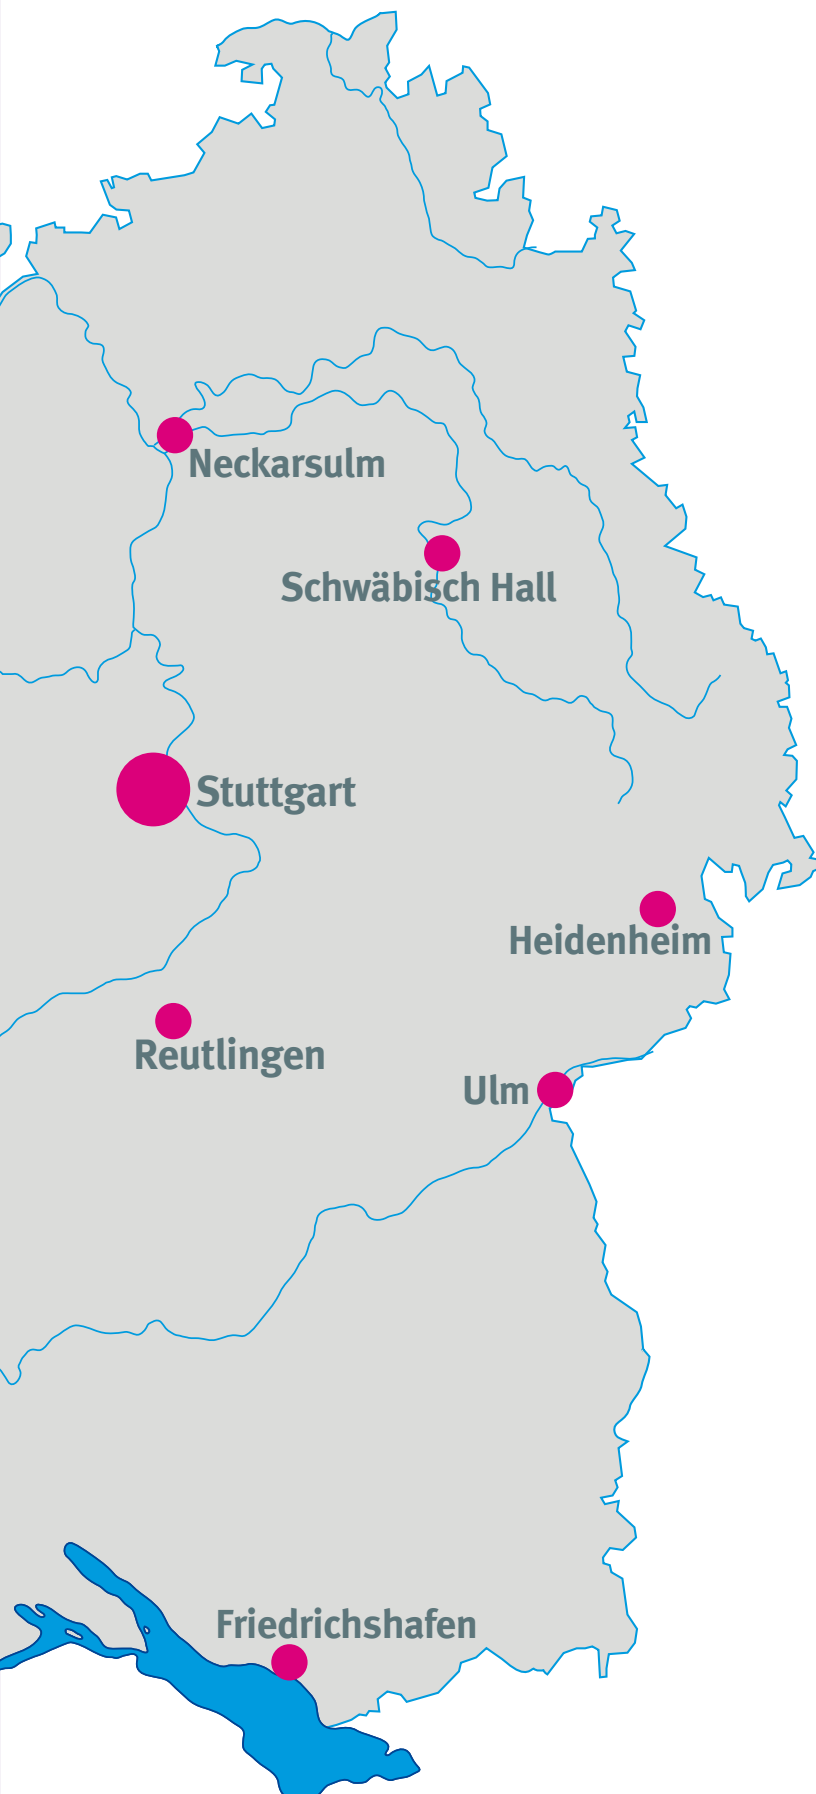 Neckarsulm
Schwäbisch Hall
Stuttgart
Heidenheim
Reutlingen
Ulm
Friedrichshafen